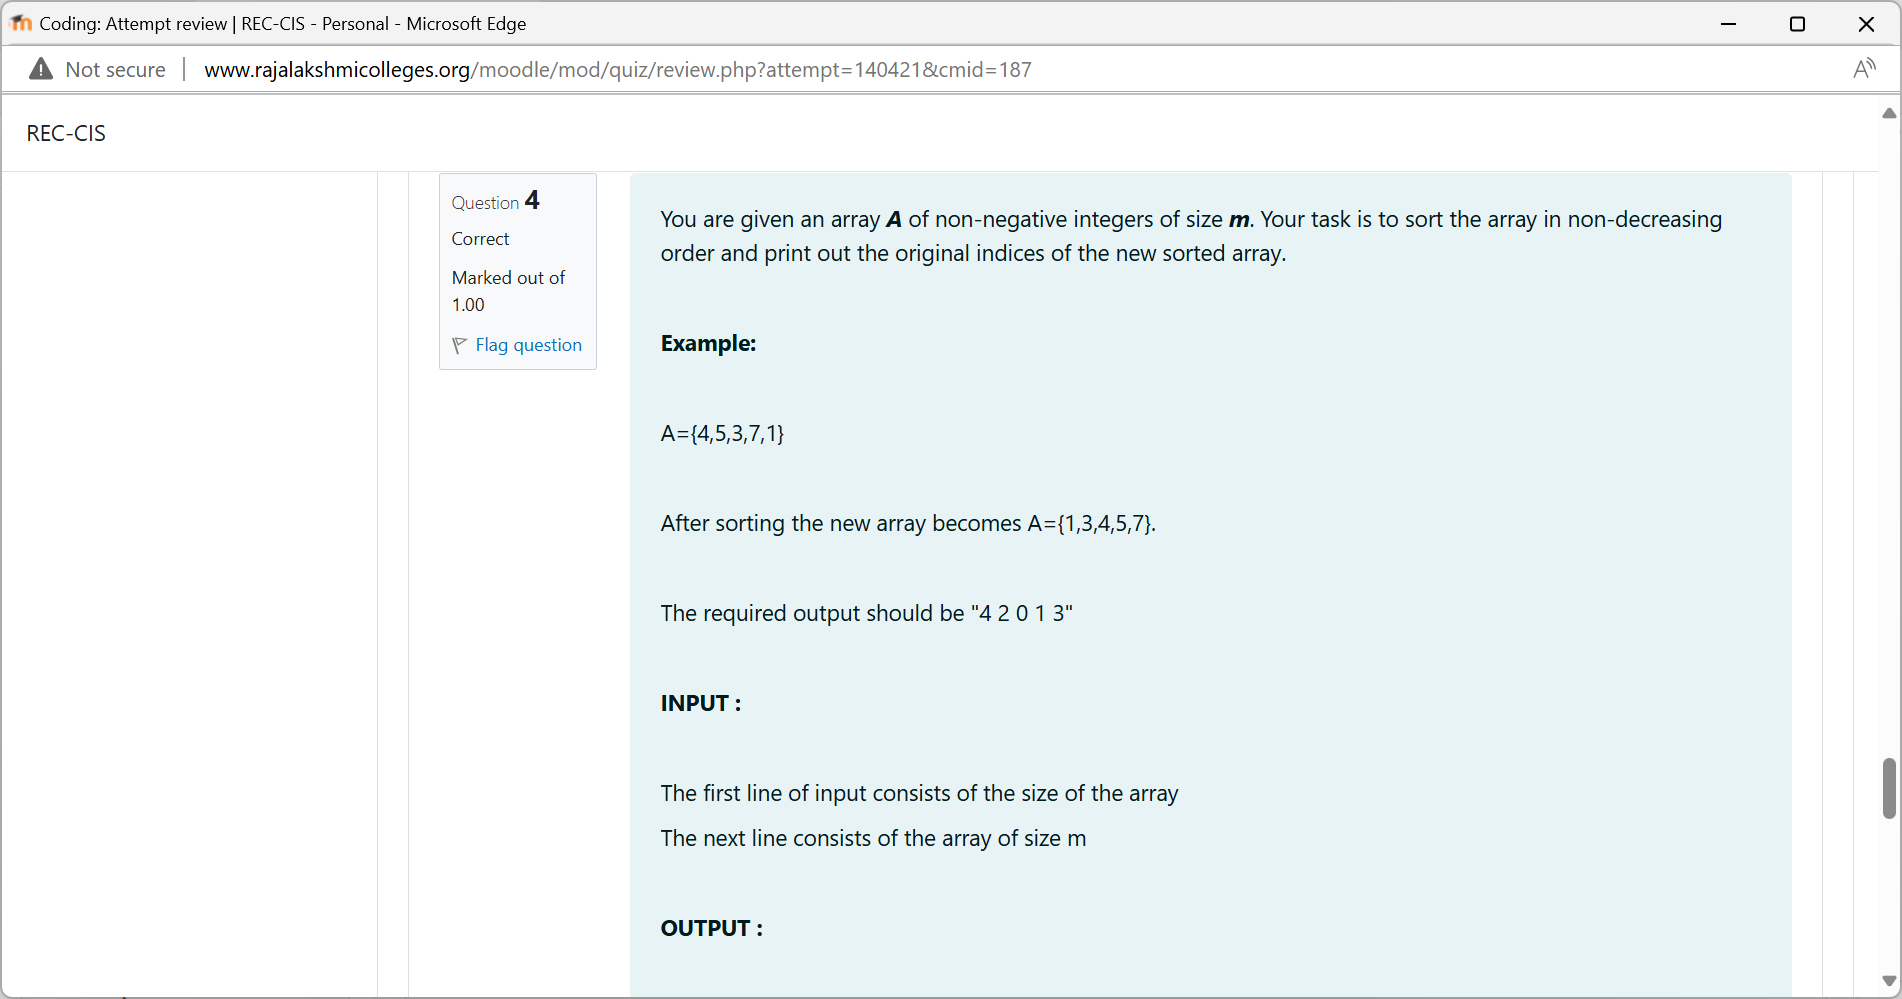 Coding: Attempt review | REC-CIS - Personal - Microsoft Edge
Not secure | www.rajalakshmicolleges.org/moodle/mod/quiz/review.php?attempt=140421&cmid=187
REC-CIS
Question 4
Correct
Marked out of
1.00
Flag question
You are given an array A of non-negative integers of size m. Your task is to sort the array in non-decreasing
order and print out the original indices of the new sorted array.
Example:
A={4,5,3,7,1}
After sorting the new array becomes A={1,3,4,5,7}.
The required output should be "4 2 0 1 3"
INPUT :
The first line of input consists of the size of the array
The next line consists of the array of size m
OUTPUT :